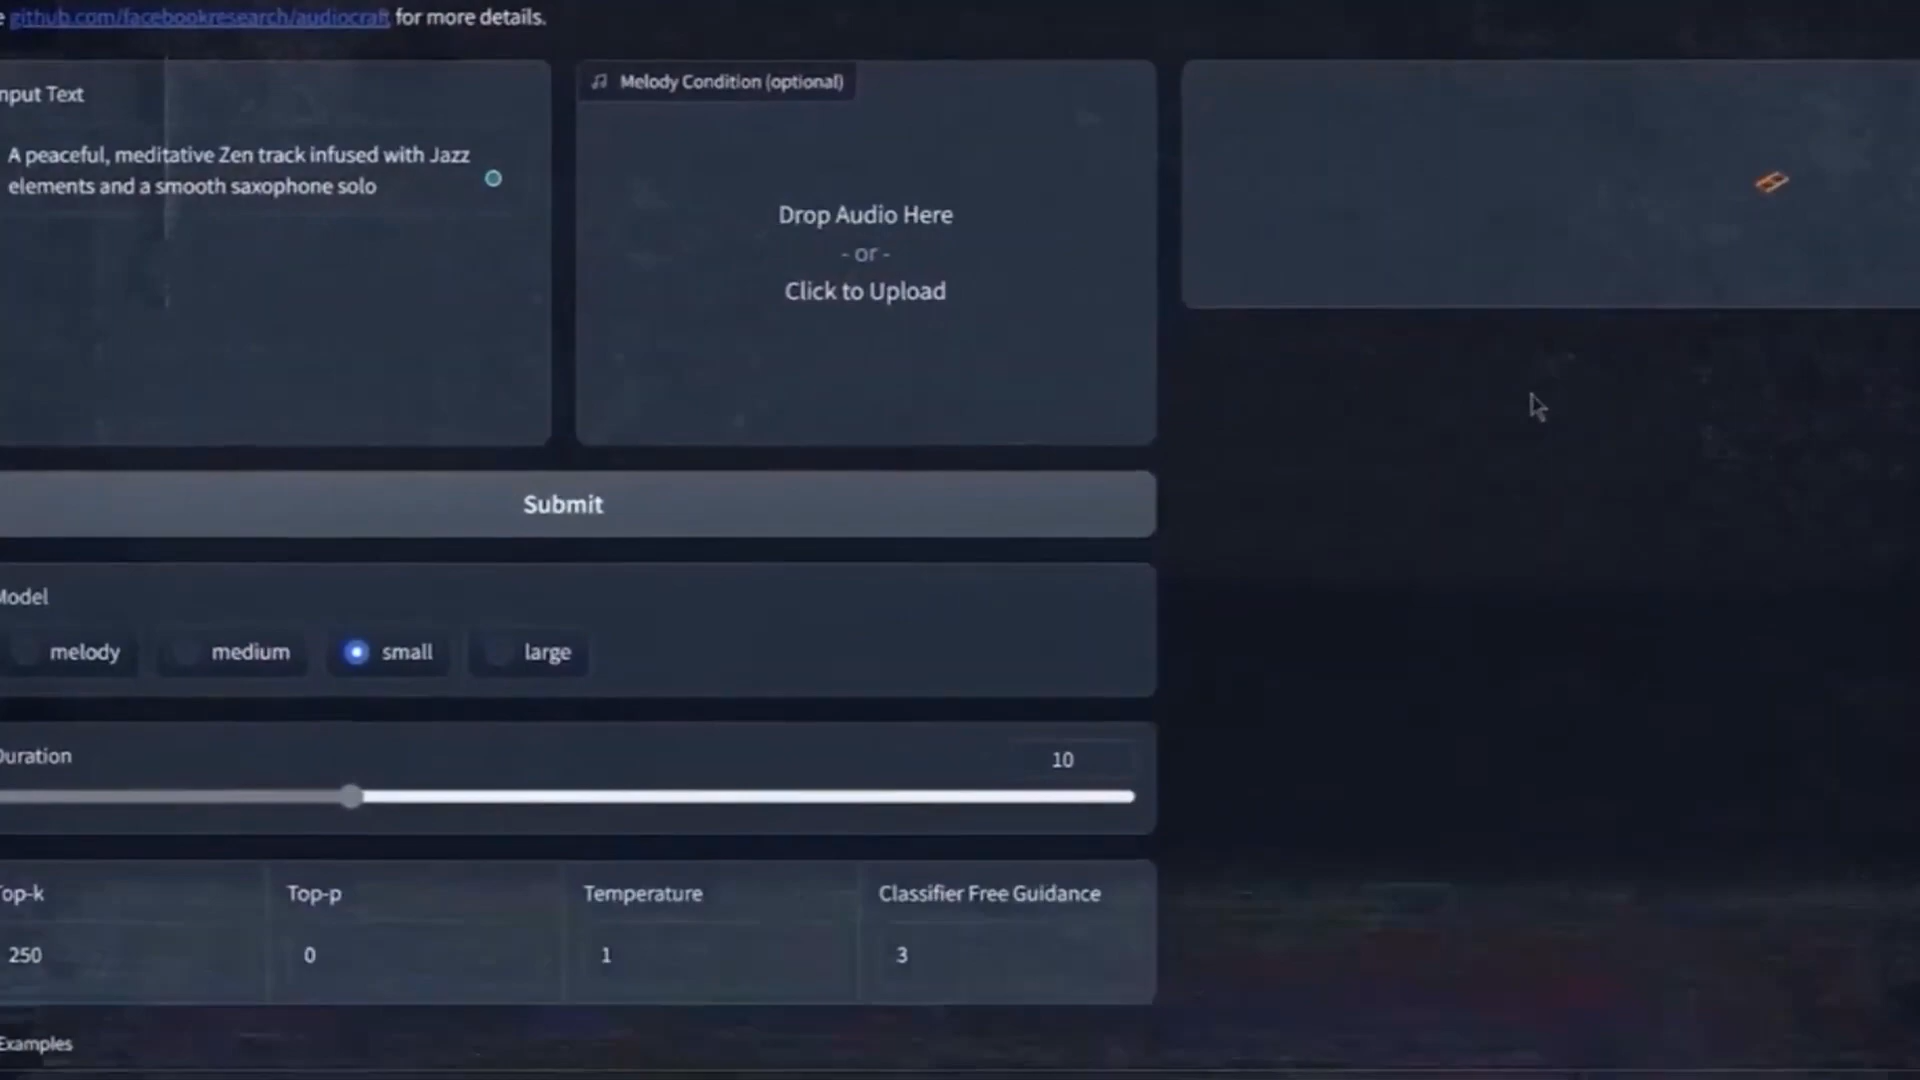 github.com/facebookresearch/audiocraft for more details.
nput Text
A peaceful, meditative Zen track infused with Jazz
elements and a smooth saxophone solo
Melody Condition (optional)
Drop Audio Here
- or -
Click to Upload
Submit
Model
melody medium small large
Duration
10
Top-k Top-p Temperature Classifier Free Guidance
250 0 1 3
Examples